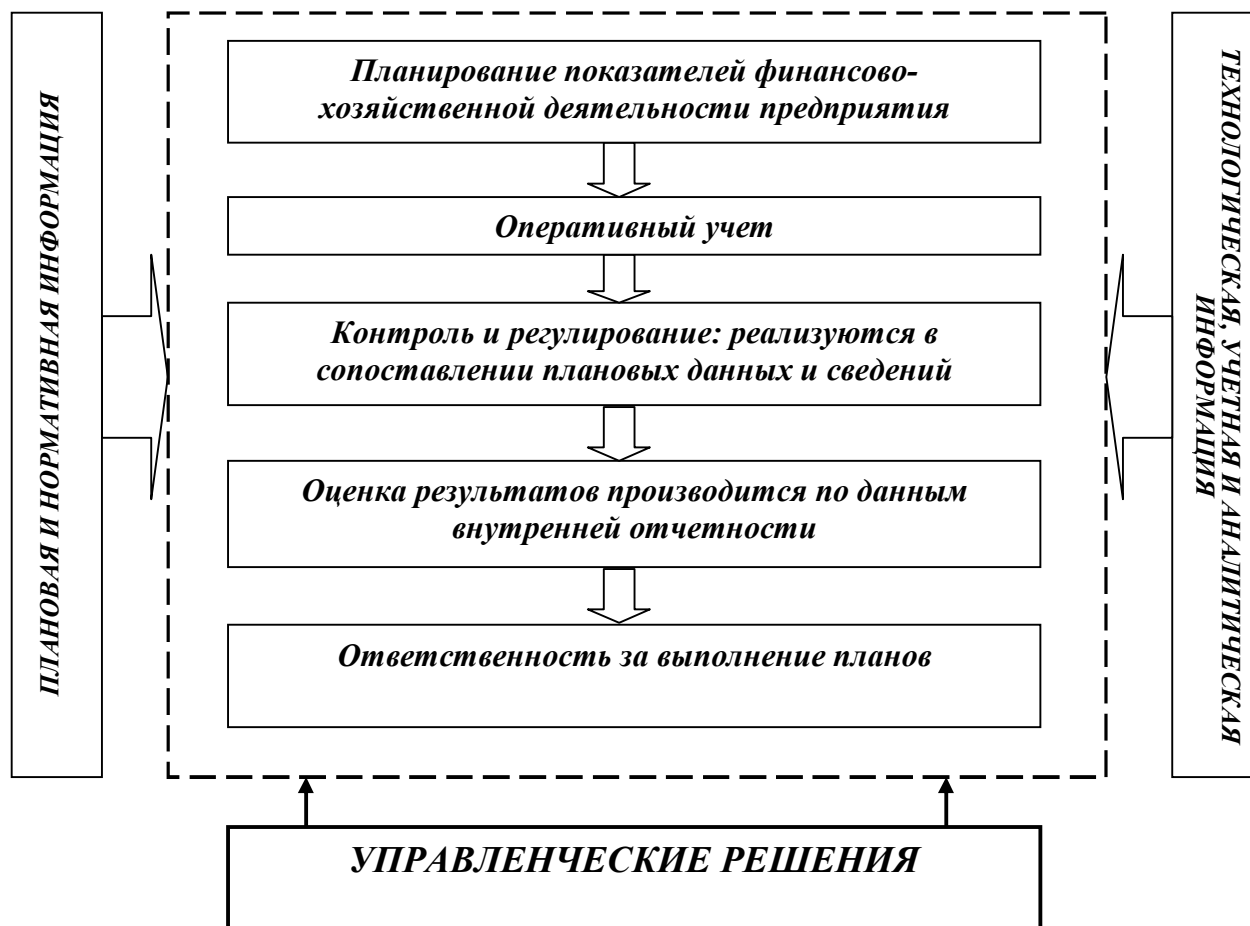 ПЛАНОВАЯ И НОРМАТИВНАЯ ИНФОРМАЦИЯ
Планирование показателей финансово-
хозяйственной деятельности предприятия
Оперативный учет
Контроль и регулирование: реализуются в
сопоставлении плановых данных и сведений
Оценка результатов производится по данным
внутренней отчетности
Ответственность за выполнение планов
ТЕХНОЛОГИЧЕСКАЯ, УЧЕТНАЯ И АНАЛИТИЧЕСКАЯ
ИНФОРМАЦИЯ
УПРАВЛЕНЧЕСКИЕ РЕШЕНИЯ